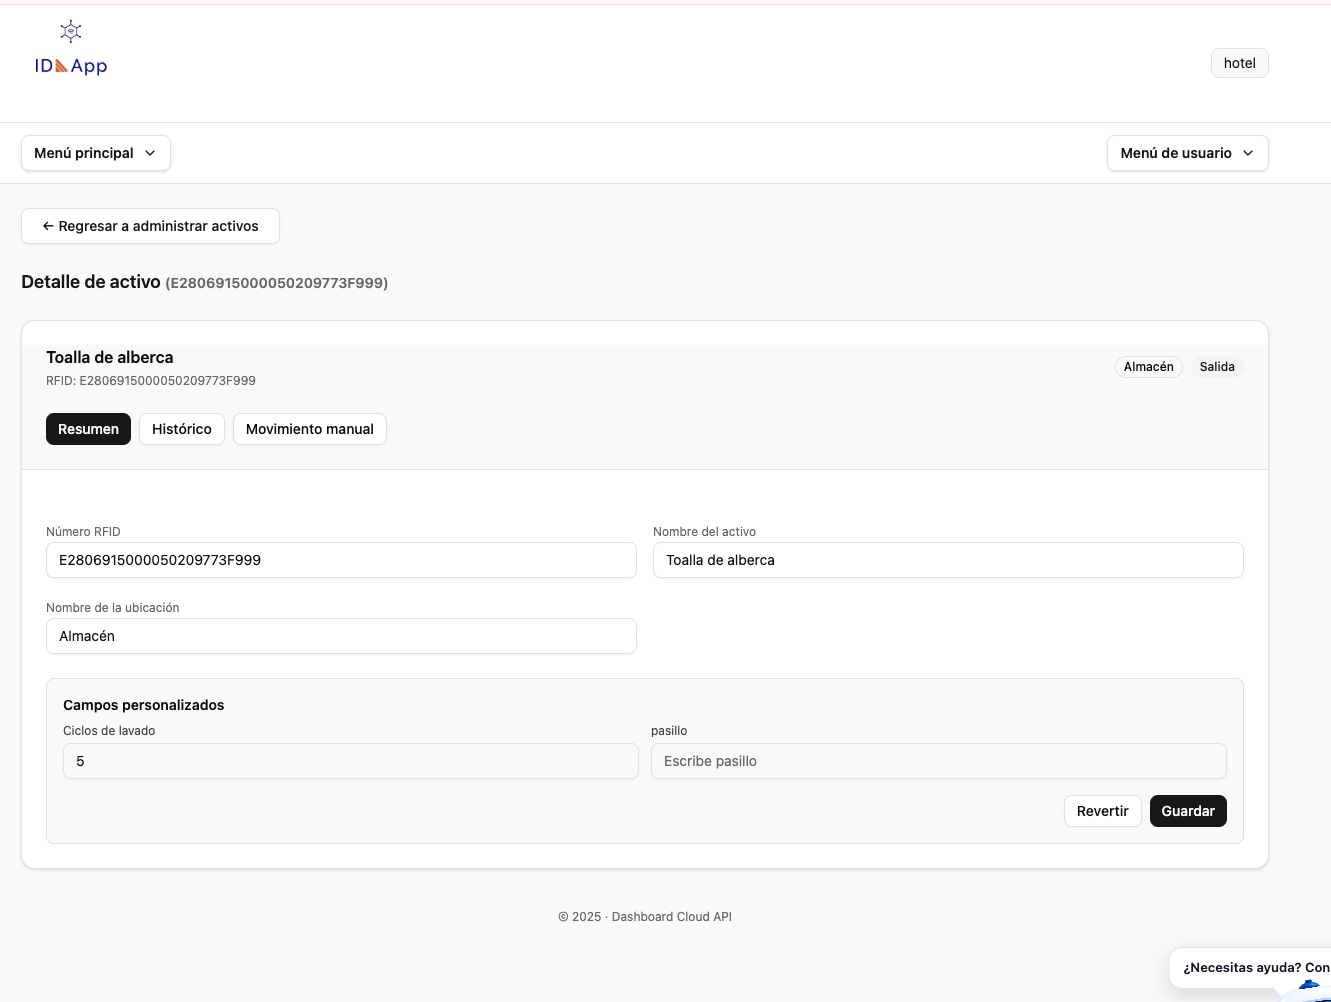 ID App
hotel
Menú principal
Menú de usuario
← Regresar a administrar activos
Detalle de activo (E2806915000050209773F999)
Toalla de alberca
RFID: E2806915000050209773F999
Almacén
Salida
Resumen
Histórico
Movimiento manual
Número RFID
Nombre del activo
E2806915000050209773F999
Toalla de alberca
Nombre de la ubicación
Almacén
Campos personalizados
Ciclos de lavado
pasillo
5
Escribe pasillo
Revertir
Guardar
© 2025 · Dashboard Cloud API
¿Necesitas ayuda? Con